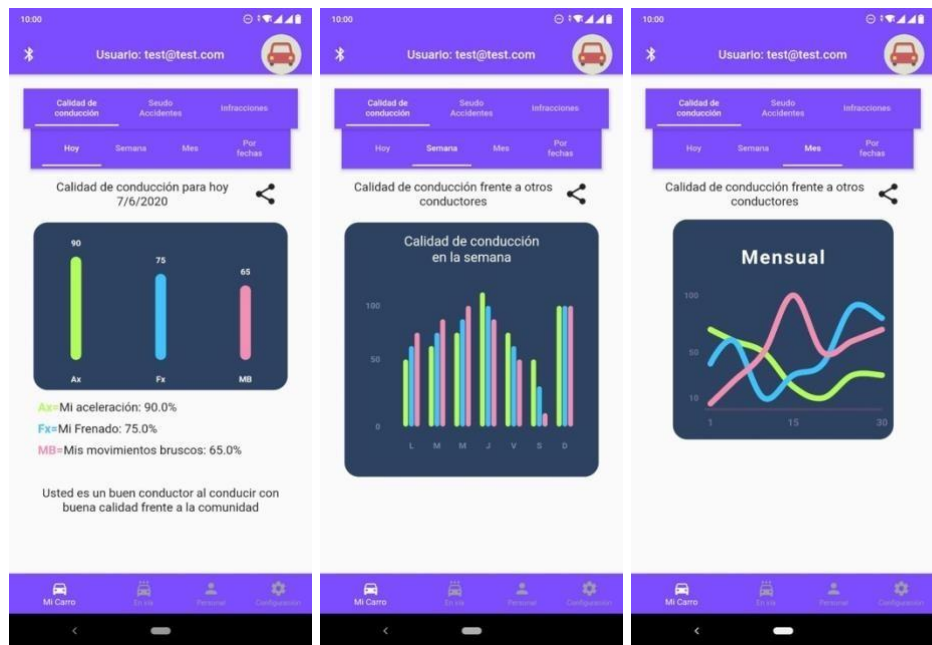 10:00
Usuario: test@test.com
Calidad de
conducción
Seudo
Accidentes
Infracciones
Hoy
Semana
Mes
Por
fechas
Calidad de conducción para hoy
7/6/2020
90
75
65
Ax
Fx
MB
Ax=Mi aceleración: 90.0%
Fx=Mi Frenado: 75.0%
MB=Mis movimientos bruscos: 65.0%
Usted es un buen conductor al conducir con
buena calidad frente a la comunidad
Mi Carro
En vía
Personal
Configuración
10:00
Usuario: test@test.com
Calidad de
conducción
Seudo
Accidentes
Infracciones
Hoy
Semana
Mes
Por
fechas
Calidad de conducción frente a otros
conductores
Calidad de conducción
en la semana
100
50
0
L M M J V S D
Mi Carro
En vía
Personal
Configuración
10:00
Usuario: test@test.com
Calidad de
conducción
Seudo
Accidentes
Infracciones
Hoy
Semana
Mes
Por
fechas
Calidad de conducción frente a otros
conductores
Mensual
100
50
10
1 15 30
Mi Carro
En vía
Personal
Configuración